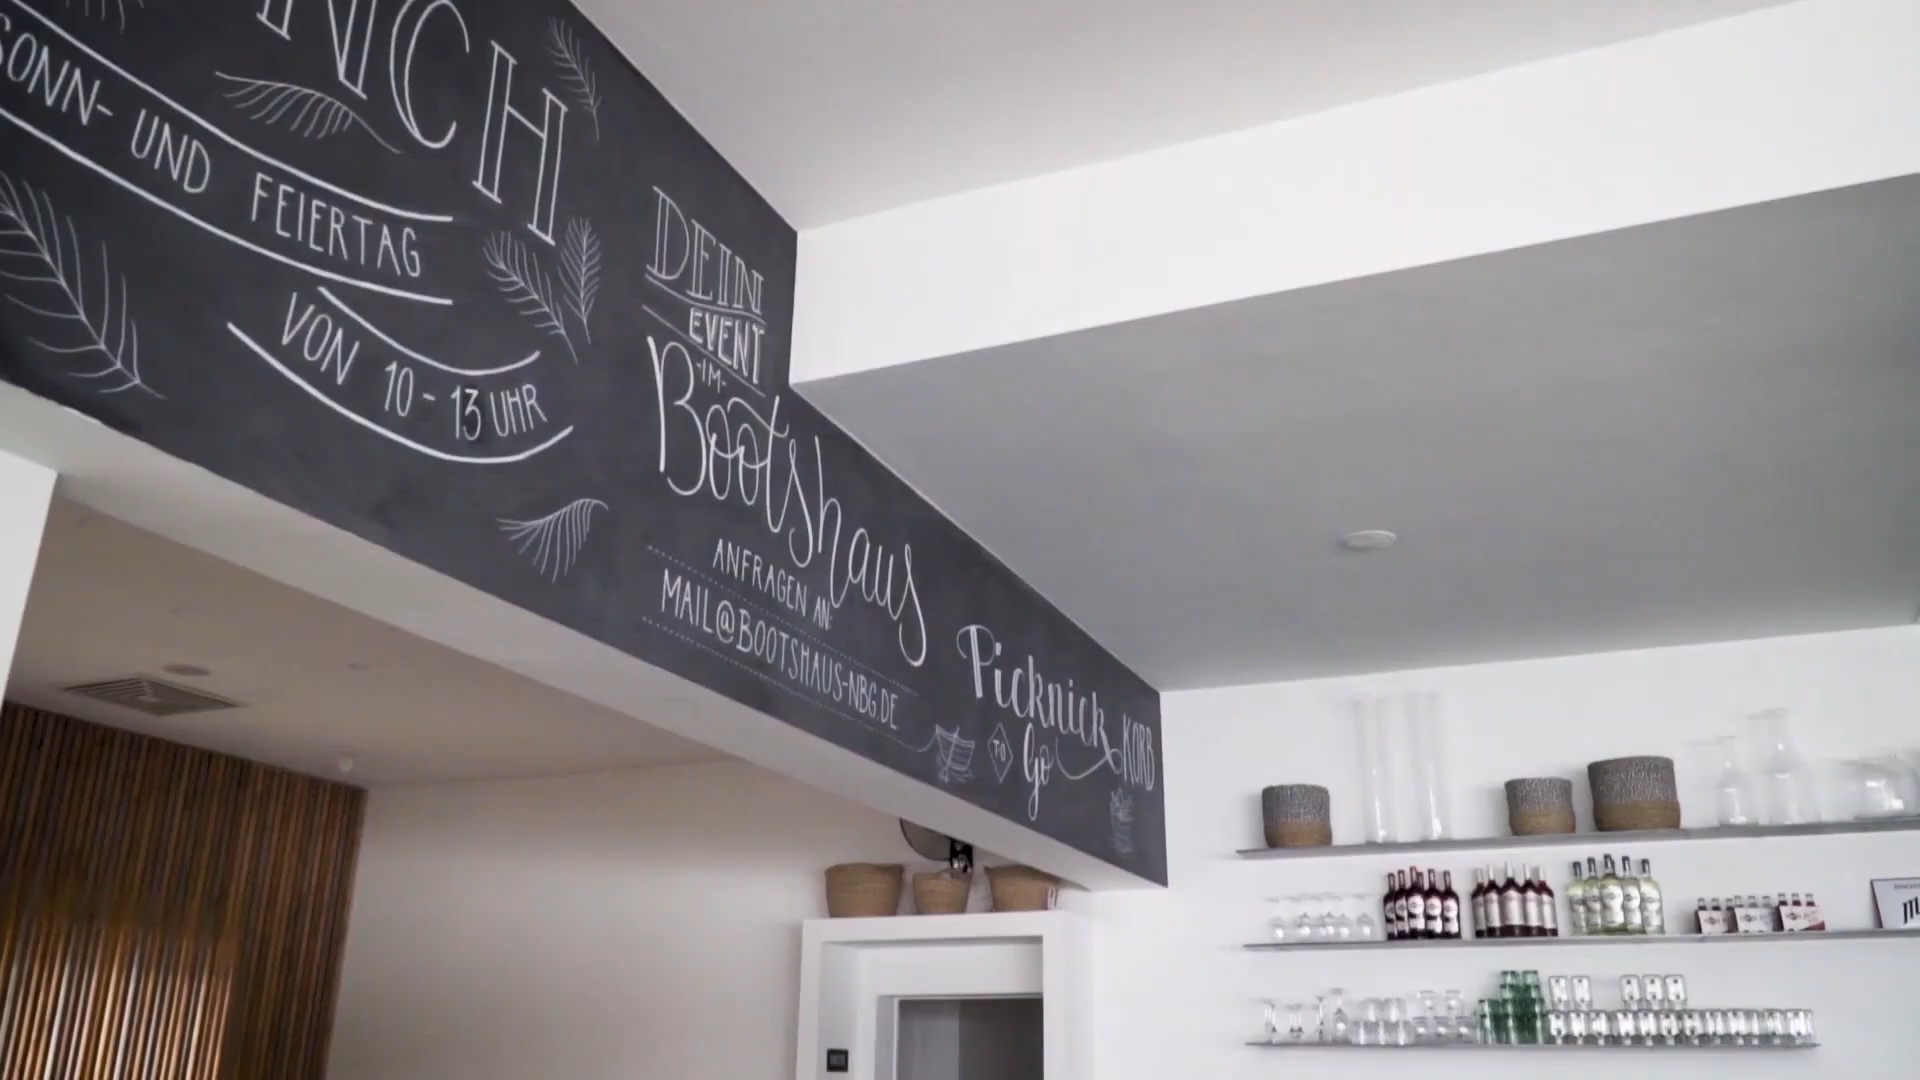 NCH
SONN- UND FEIERTAG
VON 10 - 13 UHR
DEIN
EVENT
-IM-
Bootshaus
ANFRAGEN AN:
MAIL@BOOTSHAUS-NBG.DE
Picknick KORB
TO Go